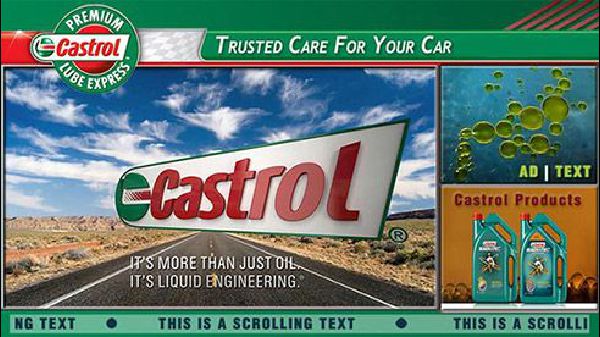 PREMIUM
Castrol
LUBE EXPRESS
TRUSTED CARE FOR YOUR CAR
Castrol
®
IT'S MORE THAN JUST OIL.
IT'S LIQUID ENGINEERING.
AD | TEXT
Castrol Products
NG TEXT • THIS IS A SCROLLING TEXT • THIS IS A SCROLLI